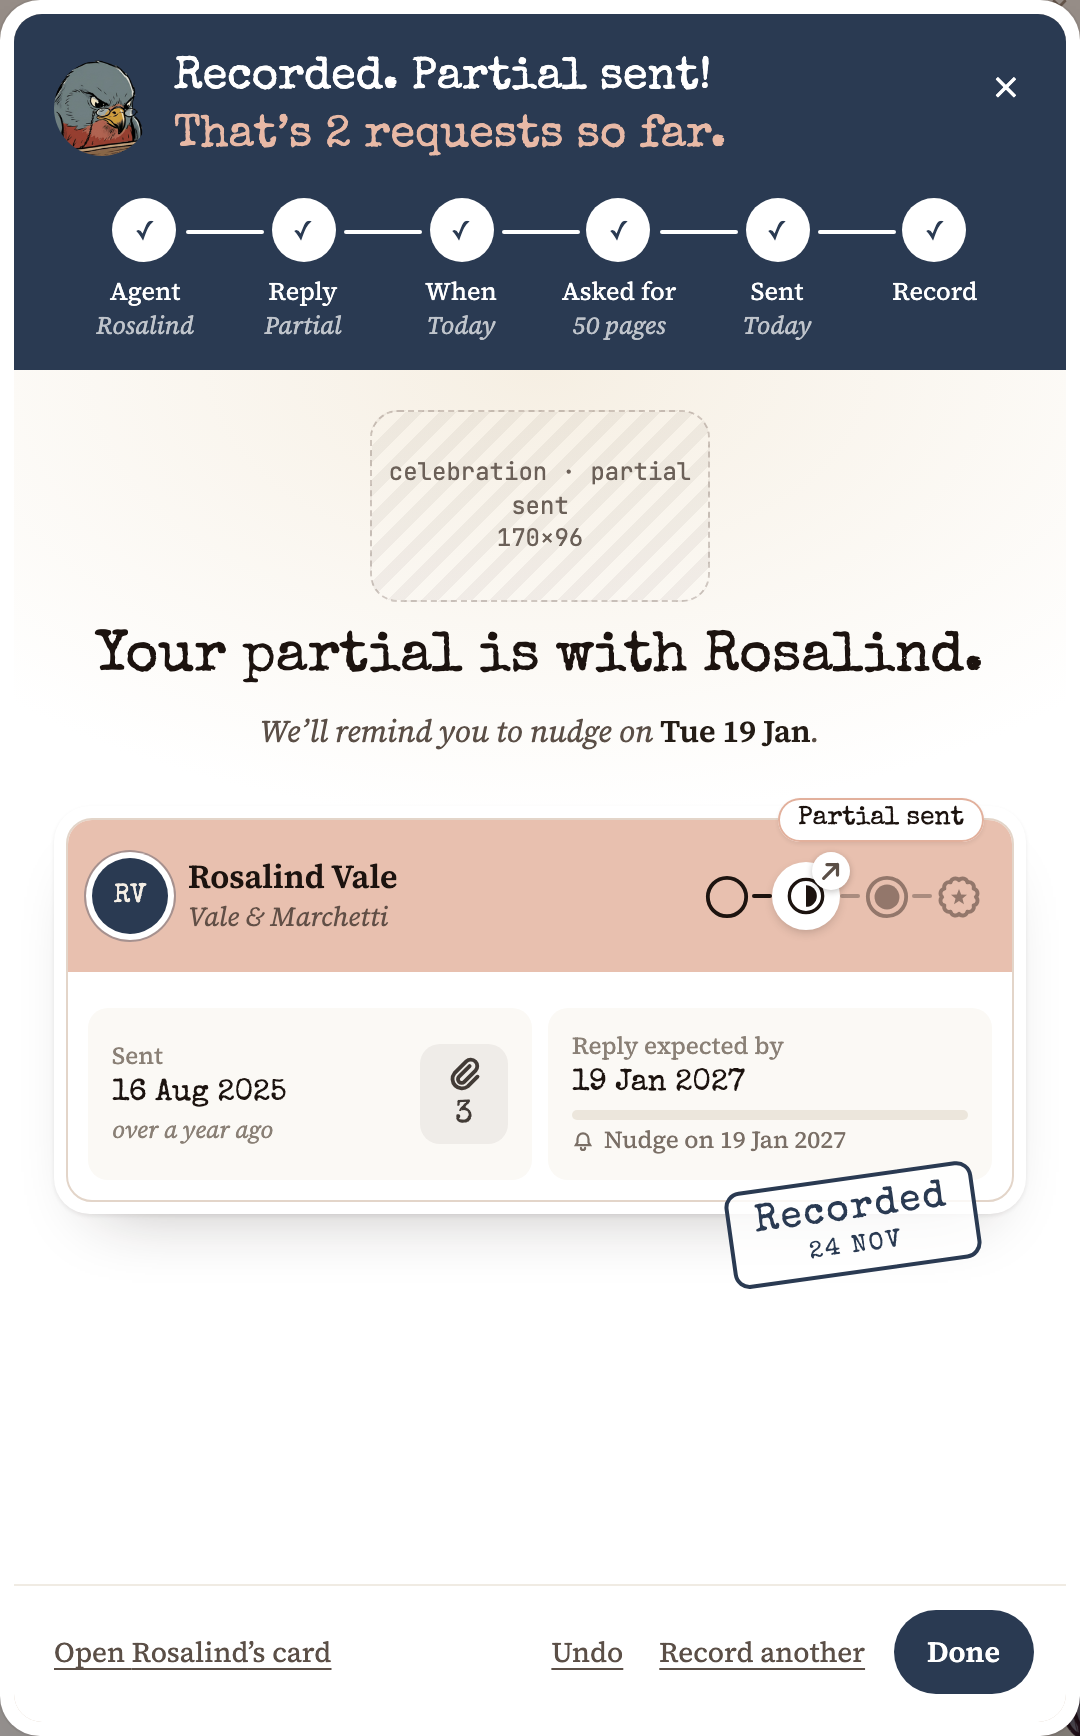 Recorded. Partial sent!
That’s 2 requests so far.
Agent
Rosalind
Reply
Partial
When
Today
Asked for
50 pages
Sent
Today
Record
celebration · partial
sent
170×96
Your partial is with Rosalind.
We’ll remind you to nudge on Tue 19 Jan.
Partial sent
RV
Rosalind Vale
Vale & Marchetti
Sent
16 Aug 2025
over a year ago
3
Reply expected by
19 Jan 2027
Nudge on 19 Jan 2027
Recorded
24 NOV
Open Rosalind’s card
Undo
Record another
Done